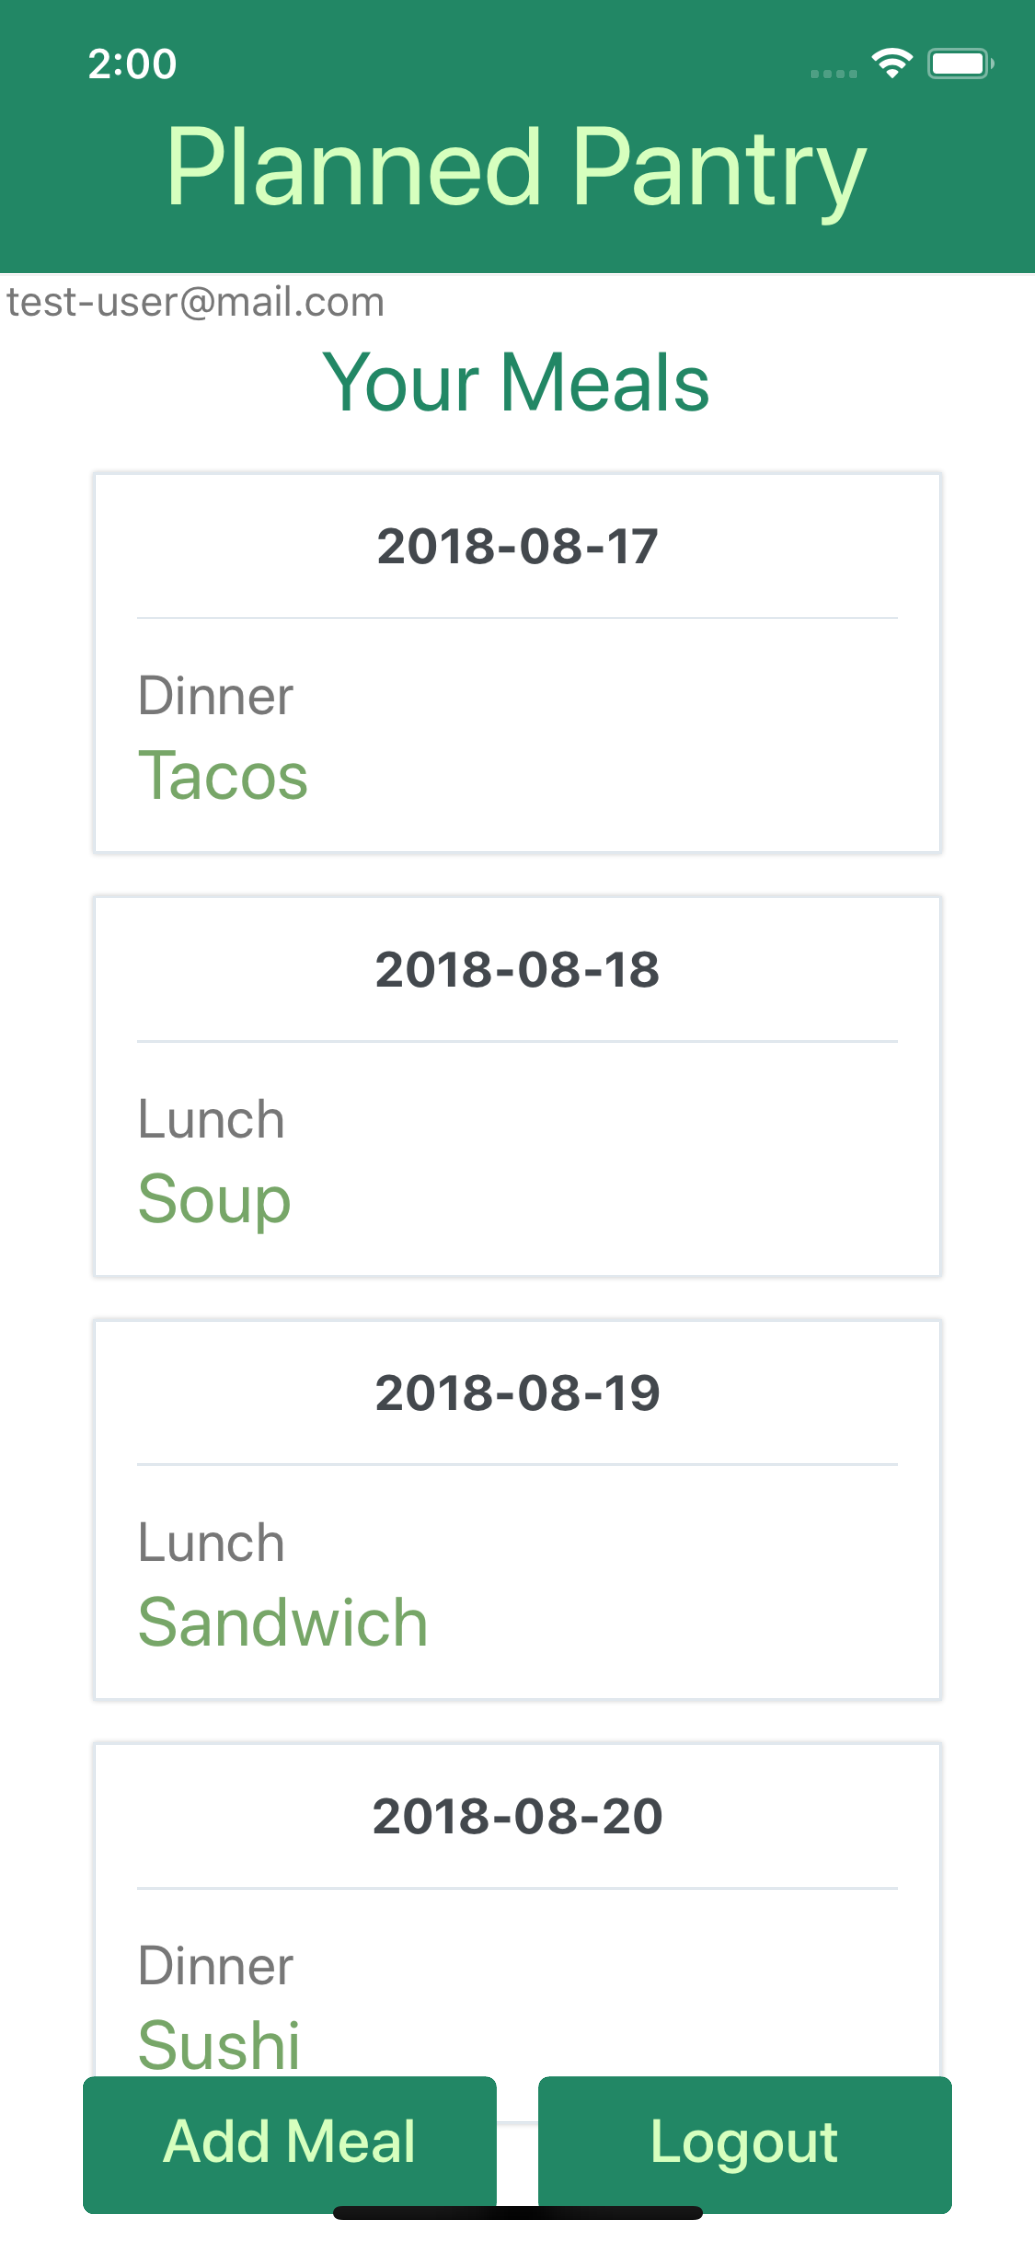 2:00
Planned Pantry
test-user@mail.com
Your Meals
2018-08-17
Dinner
Tacos
2018-08-18
Lunch
Soup
2018-08-19
Lunch
Sandwich
2018-08-20
Dinner
Sushi
Add Meal
Logout